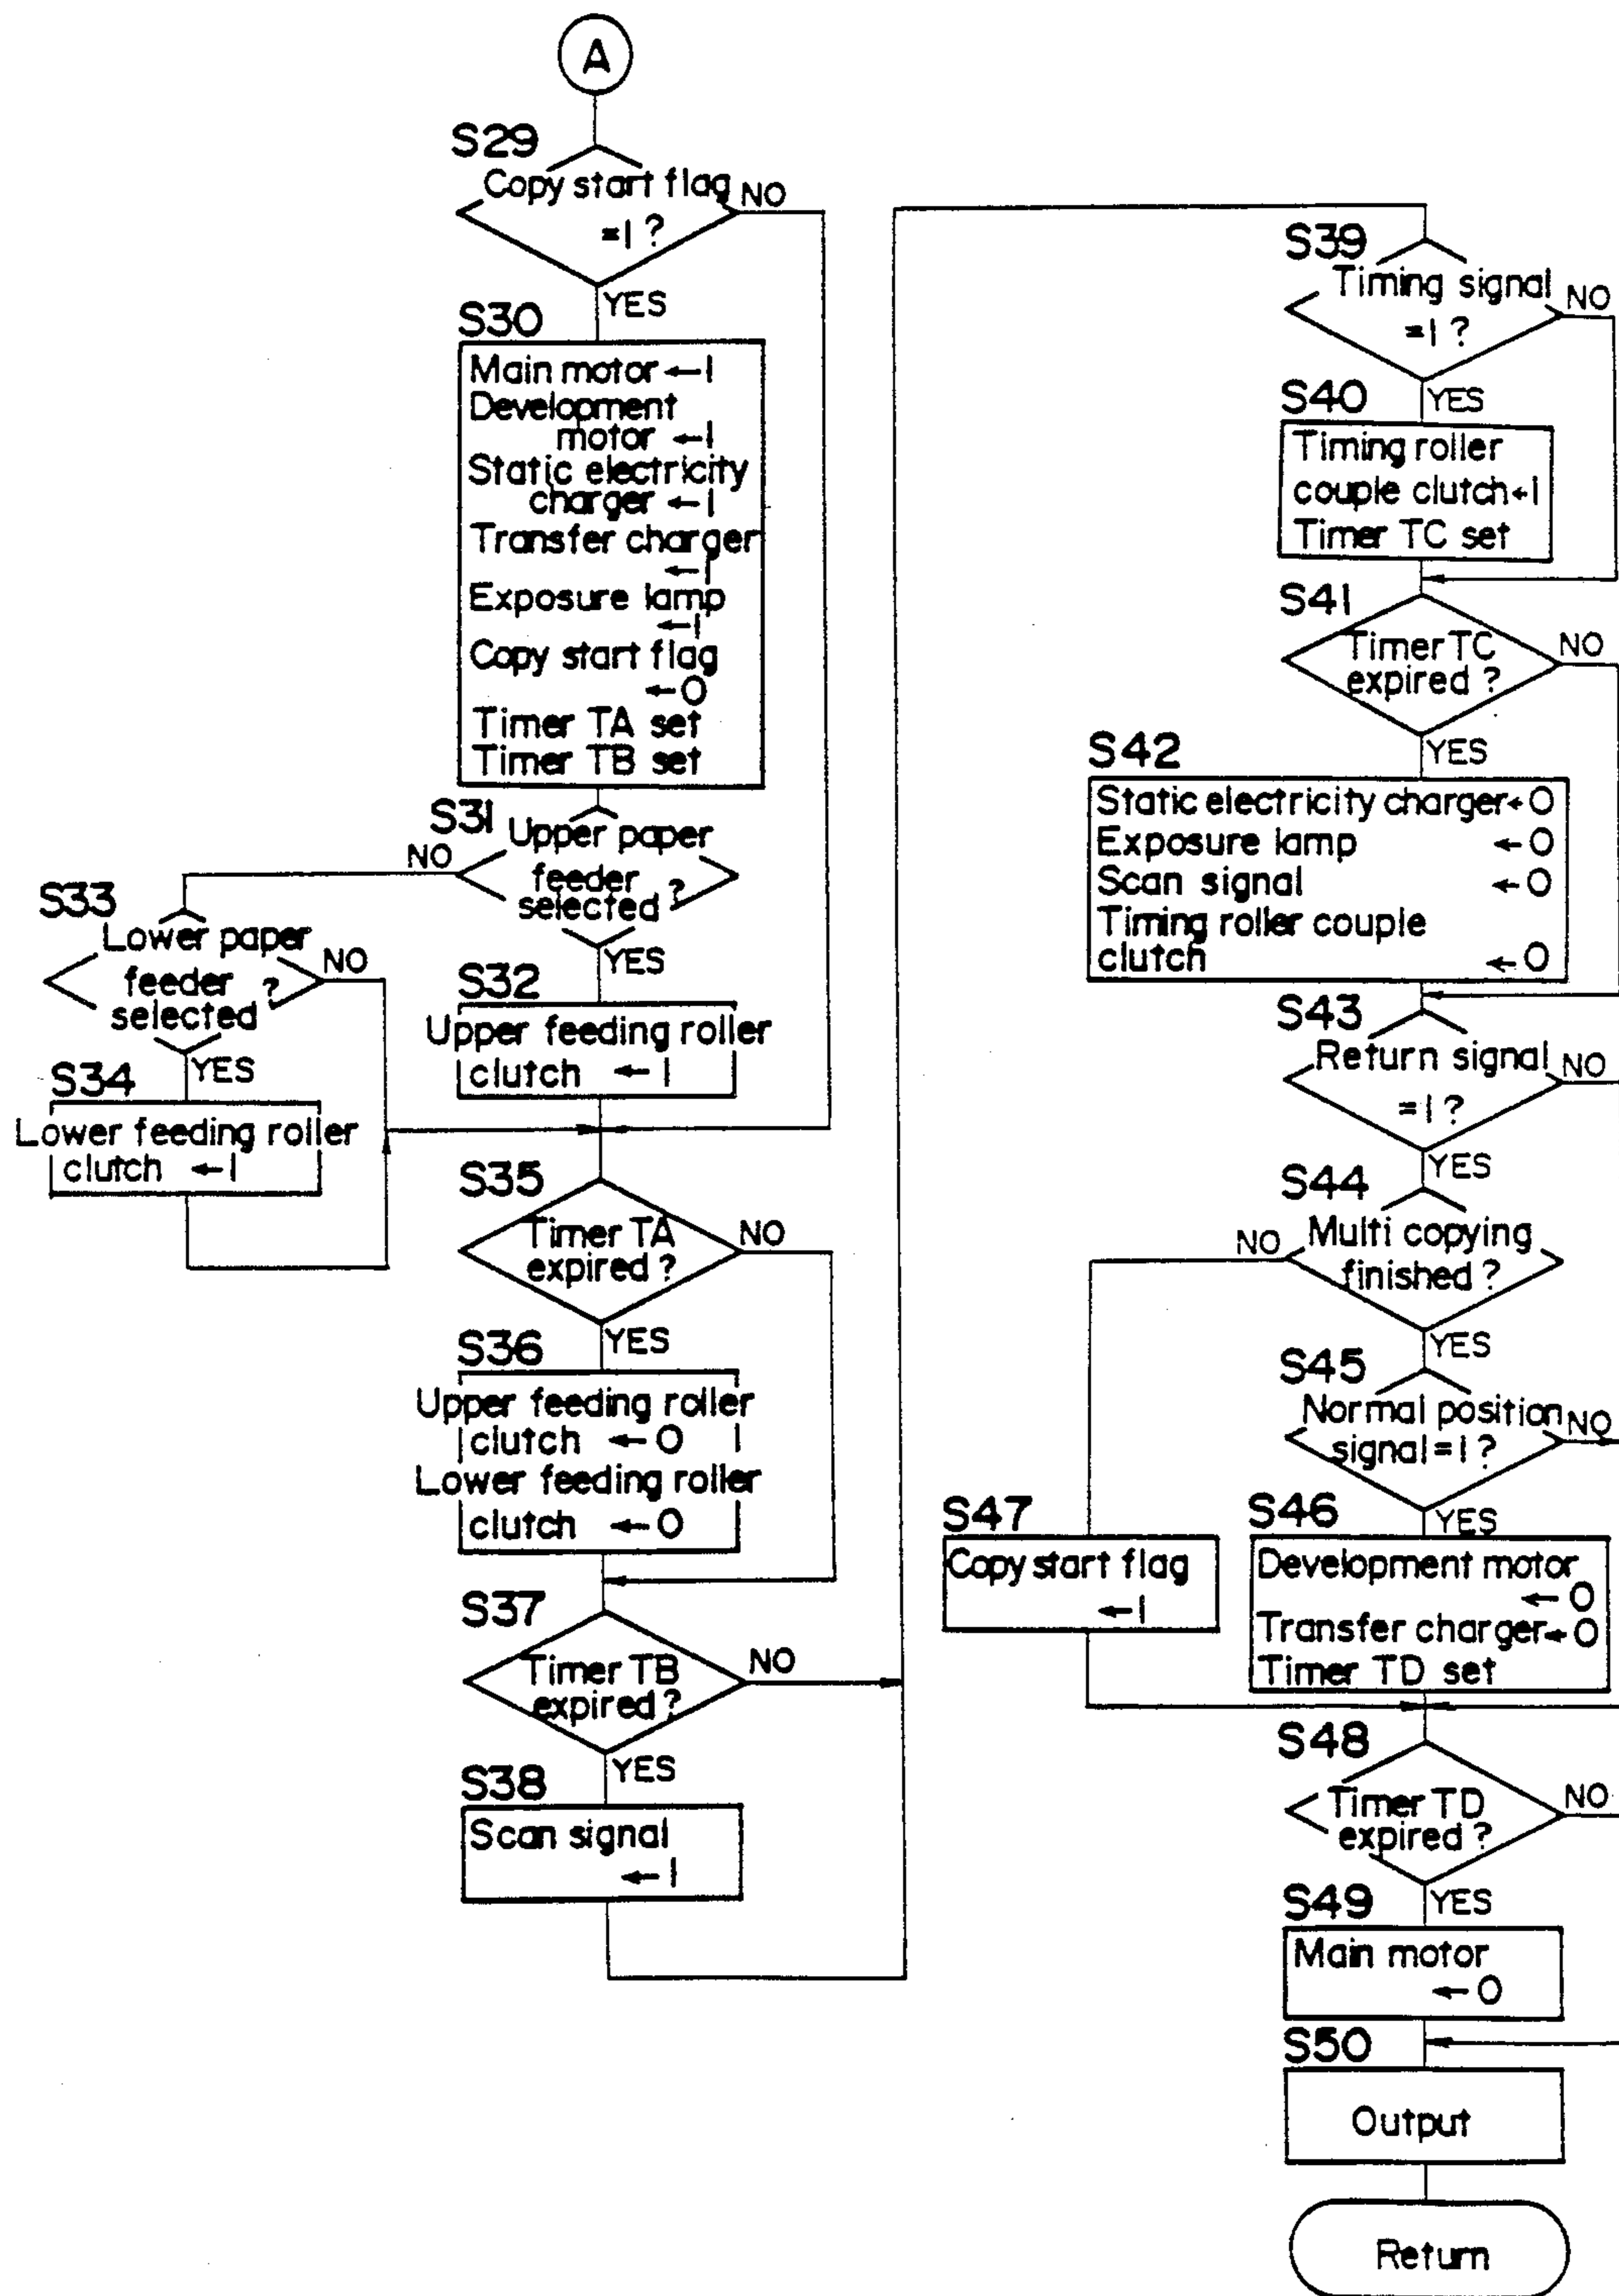 A
S29
Copy start flag
=1 ?
NO
YES
S30
Main motor ←1
Development
motor ←1
Static electricity
charger ←1
Transfer charger
←1
Exposure lamp
←1
Copy start flag
←0
Timer TA set
Timer TB set
S31
Upper paper
feeder
selected ?
NO
YES
S32
Upper feeding roller
clutch ←1
S33
Lower paper
feeder
selected ?
NO
YES
S34
Lower feeding roller
clutch ←1
S35
Timer TA
expired ?
NO
YES
S36
Upper feeding roller
clutch ←0
Lower feeding roller
clutch ←0
S37
Timer TB
expired ?
NO
YES
S38
Scan signal
←1
S39
Timing signal
=1 ?
NO
YES
S40
Timing roller
couple clutch←1
Timer TC set
S41
Timer TC
expired ?
NO
YES
S42
Static electricity charger←0
Exposure lamp ←0
Scan signal ←0
Timing roller couple
clutch ←0
S43
Return signal
=1 ?
NO
YES
S44
Multi copying
finished ?
NO
YES
S45
Normal position
signal=1 ?
NO
YES
S46
Development motor
←0
Transfer charger←0
Timer TD set
S47
Copy start flag
←1
S48
Timer TD
expired ?
NO
YES
S49
Main motor
←0
S50
Output
Return